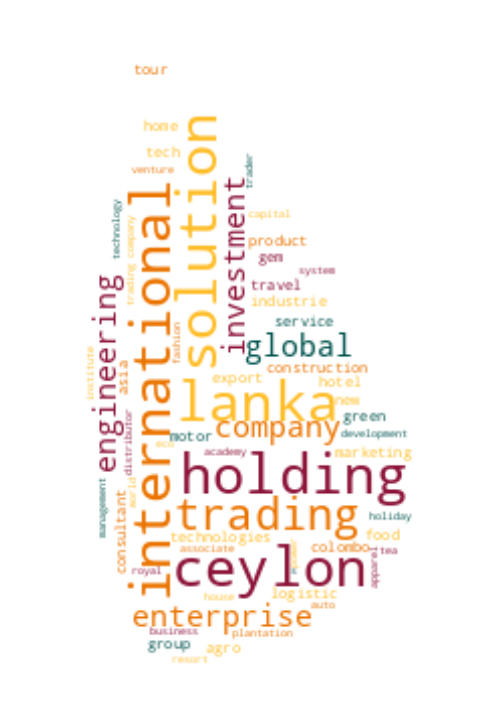 tour
home
tech
venture
solution
trader
international
technology
trading company
investment
capital
product
gem
system
travel
industrie
service
global
engineering
fashion
construction
institute
asia
export
hotel
lanka
new
company
green
motor
development
distributor
eco
academy
marketing
holding
world
management
consultant
trading
holiday
technologies
food
associate
colombo
tea
ceylon
royal
apparel
house
logistic
auto
enterprise
business
plantation
group
agro
resort